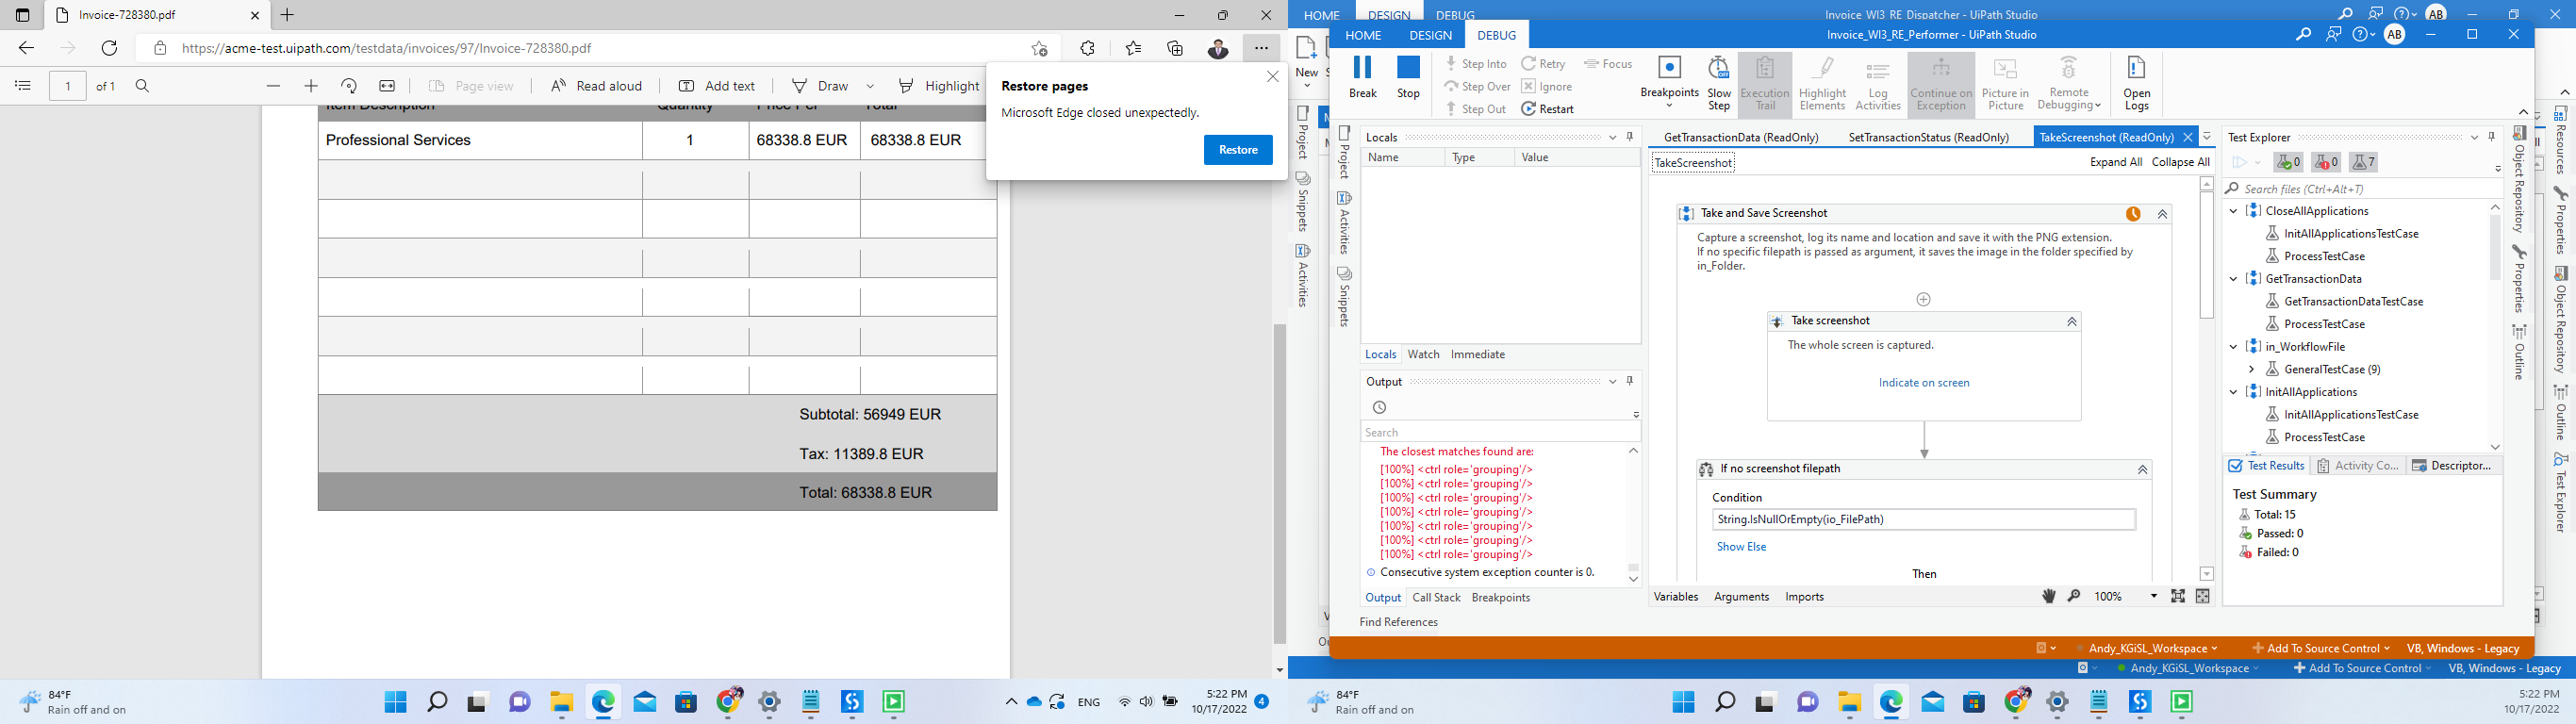 Invoice-728380.pdf
https://acme-test.uipath.com/testdata/invoices/97/Invoice-728380.pdf
1 of 1
Page view
Read aloud
Add text
Draw
Highlight
Restore pages
Microsoft Edge closed unexpectedly.
Restore
Item Description Quantity Price Per Total
Professional Services 1 68338.8 EUR 68338.8 EUR
Subtotal: 56949 EUR
Tax: 11389.8 EUR
Total: 68338.8 EUR
84°F
Rain off and on
ENG
5:22 PM
10/17/2022
4
HOME DESIGN DEBUG
Invoice_WI3_RE_Dispatcher - UiPath Studio
AB
New
Project
Snippets
Activities
HOME DESIGN DEBUG
Invoice_WI3_RE_Performer - UiPath Studio
AB
Break
Stop
Step Into
Step Over
Step Out
Retry
Ignore
Restart
Focus
Breakpoints
Slow Step
Execution Trail
Highlight Elements
Log Activities
Continue on Exception
Picture in Picture
Remote Debugging
Open Logs
Project
Activities
Snippets
Locals
Name Type Value
Locals Watch Immediate
Output
Search
The closest matches found are:
[100%] <ctrl role='grouping'/>
[100%] <ctrl role='grouping'/>
[100%] <ctrl role='grouping'/>
[100%] <ctrl role='grouping'/>
[100%] <ctrl role='grouping'/>
[100%] <ctrl role='grouping'/>
[100%] <ctrl role='grouping'/>
Consecutive system exception counter is 0.
Output Call Stack Breakpoints
Find References
GetTransactionData (ReadOnly) SetTransactionStatus (ReadOnly) TakeScreenshot (ReadOnly)
TakeScreenshot
Expand All Collapse All
Take and Save Screenshot
Capture a screenshot, log its name and location and save it with the PNG extension.
If no specific filepath is passed as argument, it saves the image in the folder specified by
in_Folder.
Take screenshot
The whole screen is captured.
Indicate on screen
If no screenshot filepath
Condition
String.IsNullOrEmpty(io_FilePath)
Show Else
Then
Variables Arguments Imports
100%
Test Explorer
0 0 7
Search files (Ctrl+Alt+T)
CloseAllApplications
InitAllApplicationsTestCase
ProcessTestCase
GetTransactionData
GetTransactionDataTestCase
ProcessTestCase
in_WorkflowFile
GeneralTestCase (9)
InitAllApplications
InitAllApplicationsTestCase
ProcessTestCase
Test Results Activity Co... Descriptor...
Test Summary
Total: 15
Passed: 0
Failed: 0
Object Repository
Properties
Outline
Resources
Properties
Object Repository
Outline
Test Explorer
Andy_KGiSL_Workspace
Add To Source Control
VB, Windows - Legacy
Andy_KGiSL_Workspace
Add To Source Control
VB, Windows - Legacy
84°F
Rain off and on
5:22 PM
10/17/2022